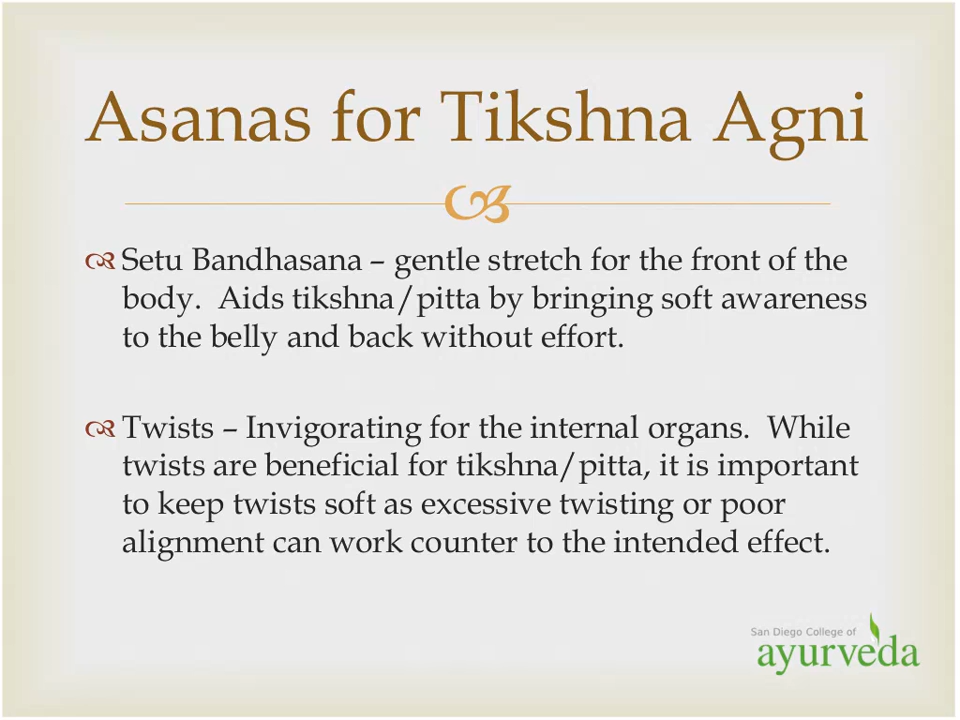 Asanas for Tikshna Agni
Setu Bandhasana – gentle stretch for the front of the
body.  Aids tikshna/pitta by bringing soft awareness
to the belly and back without effort.
Twists – Invigorating for the internal organs.  While
twists are beneficial for tikshna/pitta, it is important
to keep twists soft as excessive twisting or poor
alignment can work counter to the intended effect.
San Diego College of
ayurveda